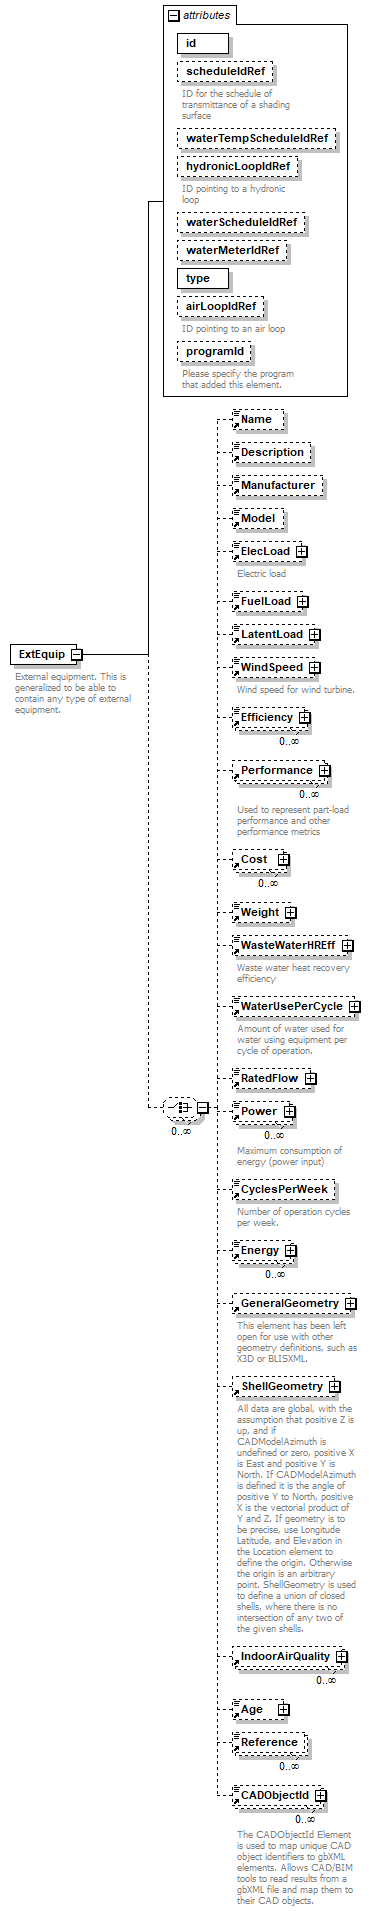 attributes
id
scheduleIdRef
ID for the schedule of
transmittance of a shading
surface
waterTempScheduleIdRef
hydronicLoopIdRef
ID pointing to a hydronic
loop
waterScheduleIdRef
waterMeterIdRef
type
airLoopIdRef
ID pointing to an air loop
programId
Please specify the program
that added this element.
ExtEquip
External equipment. This is
generalized to be able to
contain any type of external
equipment.
0..∞
Name
Description
Manufacturer
Model
ElecLoad
Electric load
FuelLoad
LatentLoad
WindSpeed
Wind speed for wind turbine.
Efficiency
0..∞
Performance
0..∞
Used to represent part-load
performance and other
performance metrics
Cost
0..∞
Weight
WasteWaterHREff
Waste water heat recovery
efficiency
WaterUsePerCycle
Amount of water used for
water using equipment per
cycle of operation.
RatedFlow
Power
0..∞
Maximum consumption of
energy (power input)
CyclesPerWeek
Number of operation cycles
per week.
Energy
0..∞
GeneralGeometry
This element has been left
open for use with other
geometry definitions, such as
X3D or BLISXML.
ShellGeometry
All data are global, with the
assumption that positive Z is
up, and if
CADModelAzimuth is
undefined or zero, positive X
is East and positive Y is
North. If CADModelAzimuth
is defined it is the angle of
positive Y to North, positive
X is the vectorial product of
Y and Z. If geometry is to
be precise, use Longitude
Latitude, and Elevation in
the Location element to
define the origin. Otherwise
the origin is an arbitrary
point. ShellGeometry is used
to define a union of closed
shells, where there is no
intersection of any two of
the given shells.
IndoorAirQuality
0..∞
Age
Reference
0..∞
CADObjectId
0..∞
The CADObjectId Element
is used to map unique CAD
object identifiers to gbXML
elements. Allows CAD/BIM
tools to read results from a
gbXML file and map them to
their CAD objects.